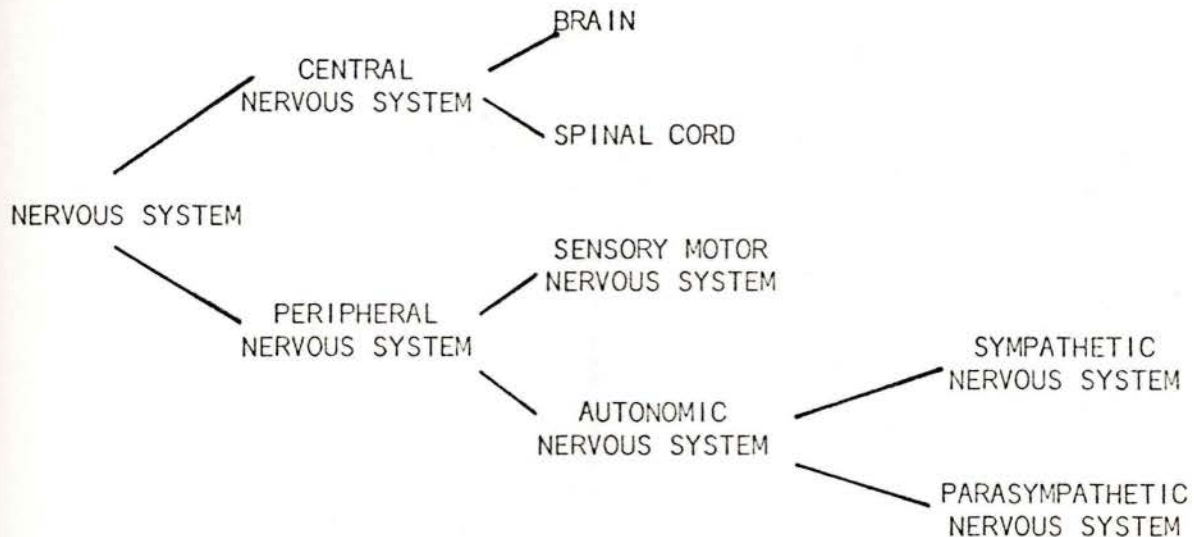 BRAIN
CENTRAL
NERVOUS SYSTEM
SPINAL CORD
NERVOUS SYSTEM
SENSORY MOTOR
NERVOUS SYSTEM
PERIPHERAL
NERVOUS SYSTEM
SYMPATHETIC
NERVOUS SYSTEM
AUTONOMIC
NERVOUS SYSTEM
PARASYMPATHETIC
NERVOUS SYSTEM